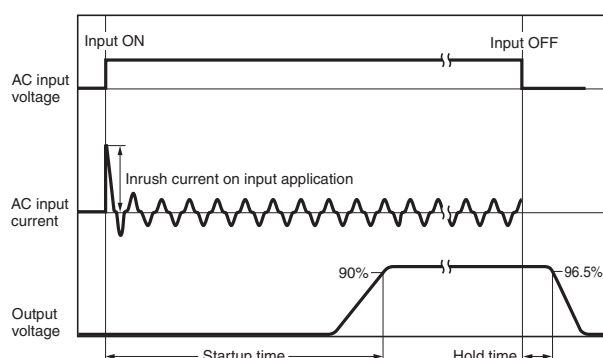 Input ON
Input OFF
AC input
voltage
Inrush current on input application
AC input
current
90%
96.5%
Output
voltage
Startup time
Hold time